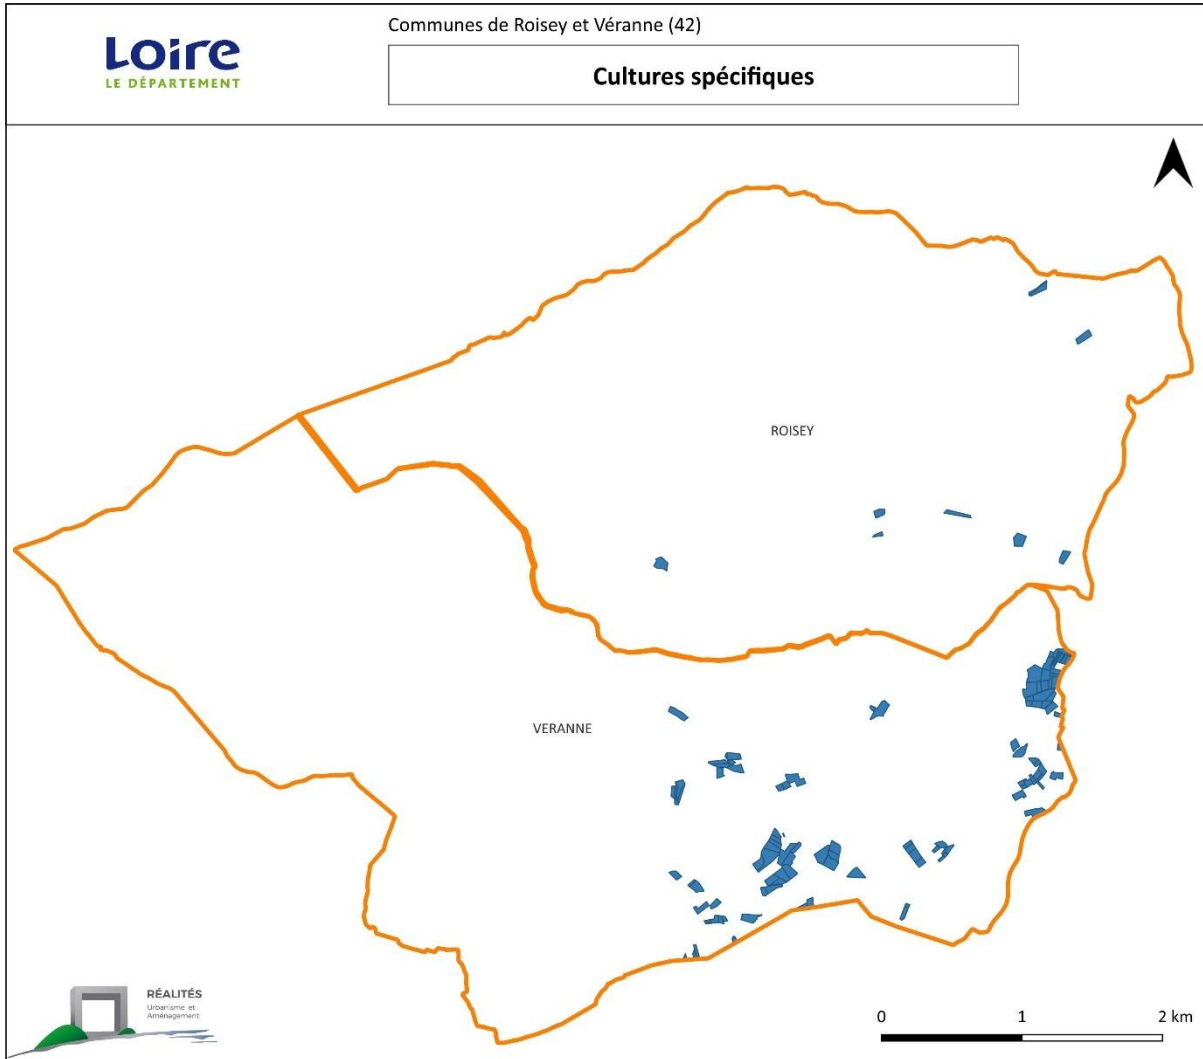 Communes de Roisey et Véranne (42)
Loire
LE DÉPARTEMENT
Cultures spécifiques
ROISEY
VERANNE
RÉALITÉS
Urbanisme et
Aménagement
0 1 2 km